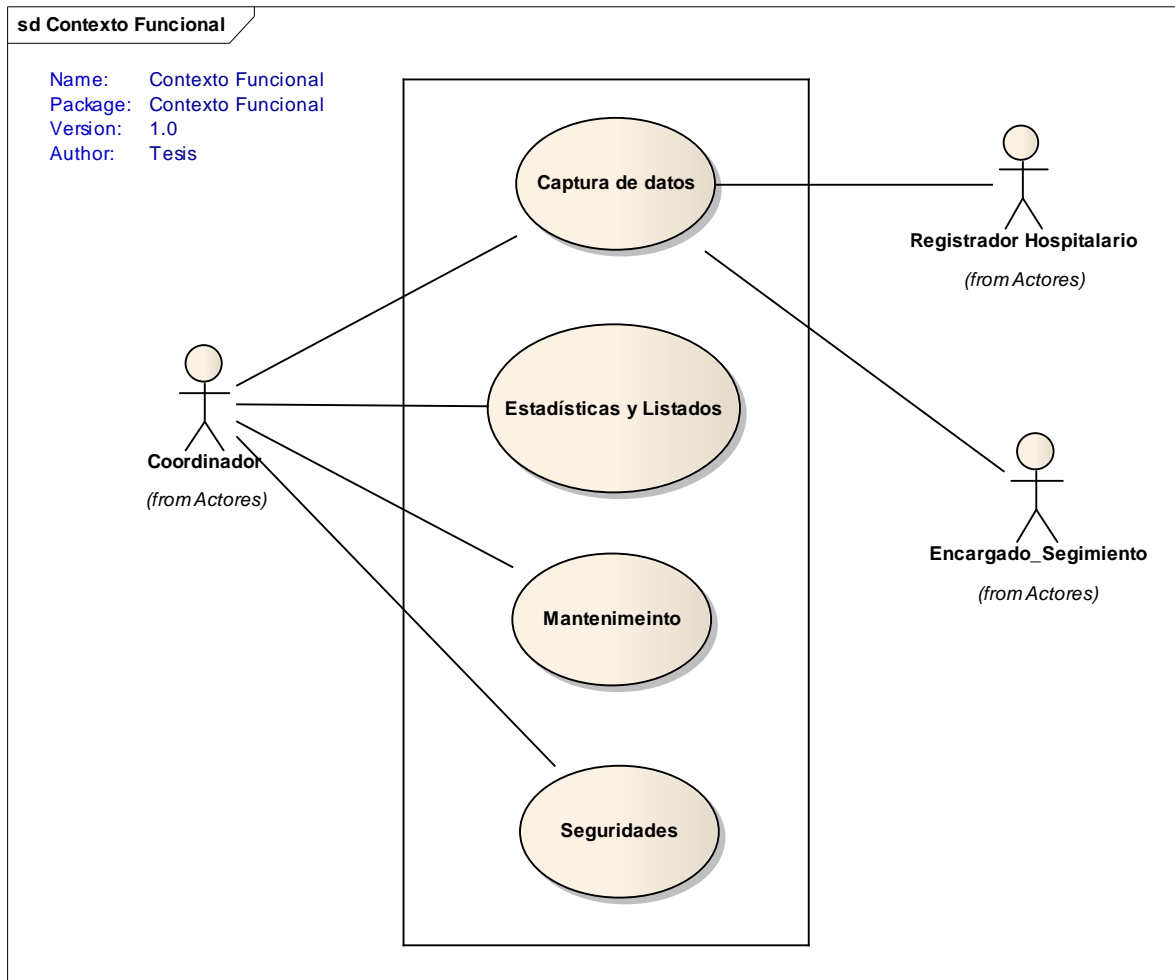 sd Contexto Funcional
Name: Contexto Funcional
Package: Contexto Funcional
Version: 1.0
Author: Tesis
Captura de datos
Registrador Hospitalario
(from Actores)
Estadísticas y Listados
Coordinador
(from Actores)
Encargado_Segimiento
(from Actores)
Mantenimeinto
Seguridades